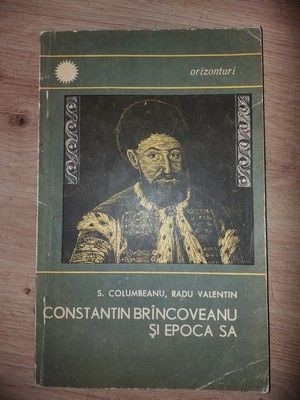 orizonturi
S. COLUMBEANU, RADU VALENTIN
CONSTANTIN BRÎNCOVEANU
ȘI EPOCA SA